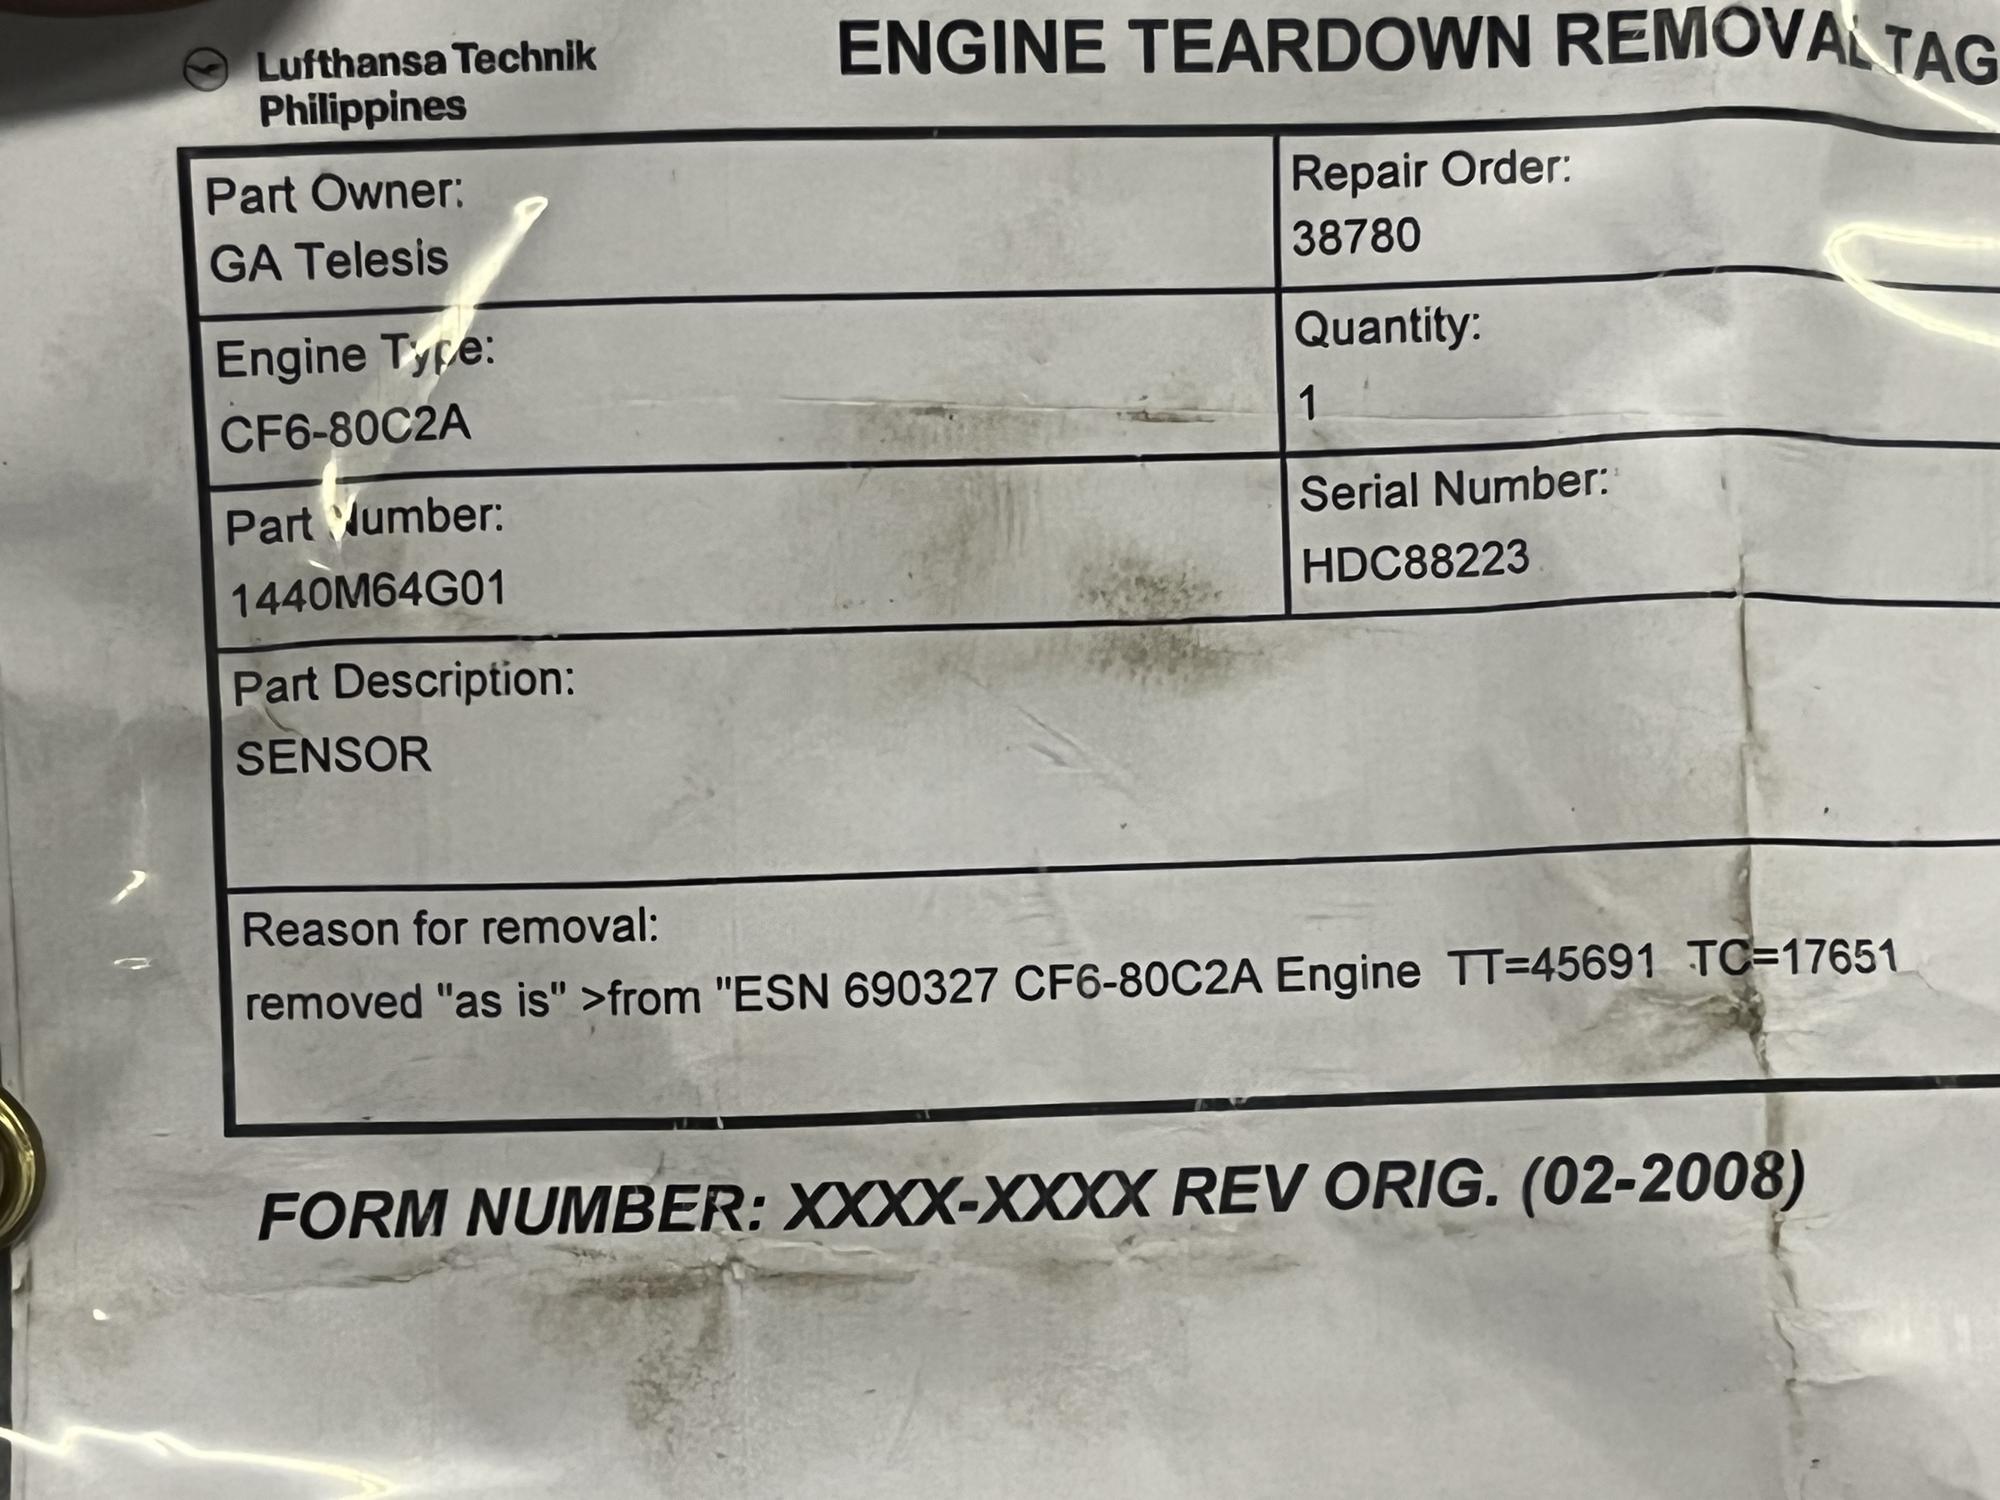 Lufthansa Technik
Philippines
ENGINE TEARDOWN REMOVAL TAG
Part Owner:
GA Telesis
Repair Order:
38780
Engine Type:
CF6-80C2A
Quantity:
1
Part Number:
1440M64G01
Serial Number:
HDC88223
Part Description:
SENSOR
Reason for removal:
removed "as is" >from "ESN 690327 CF6-80C2A Engine TT=45691 TC=17651
FORM NUMBER: XXXX-XXXX REV ORIG. (02-2008)